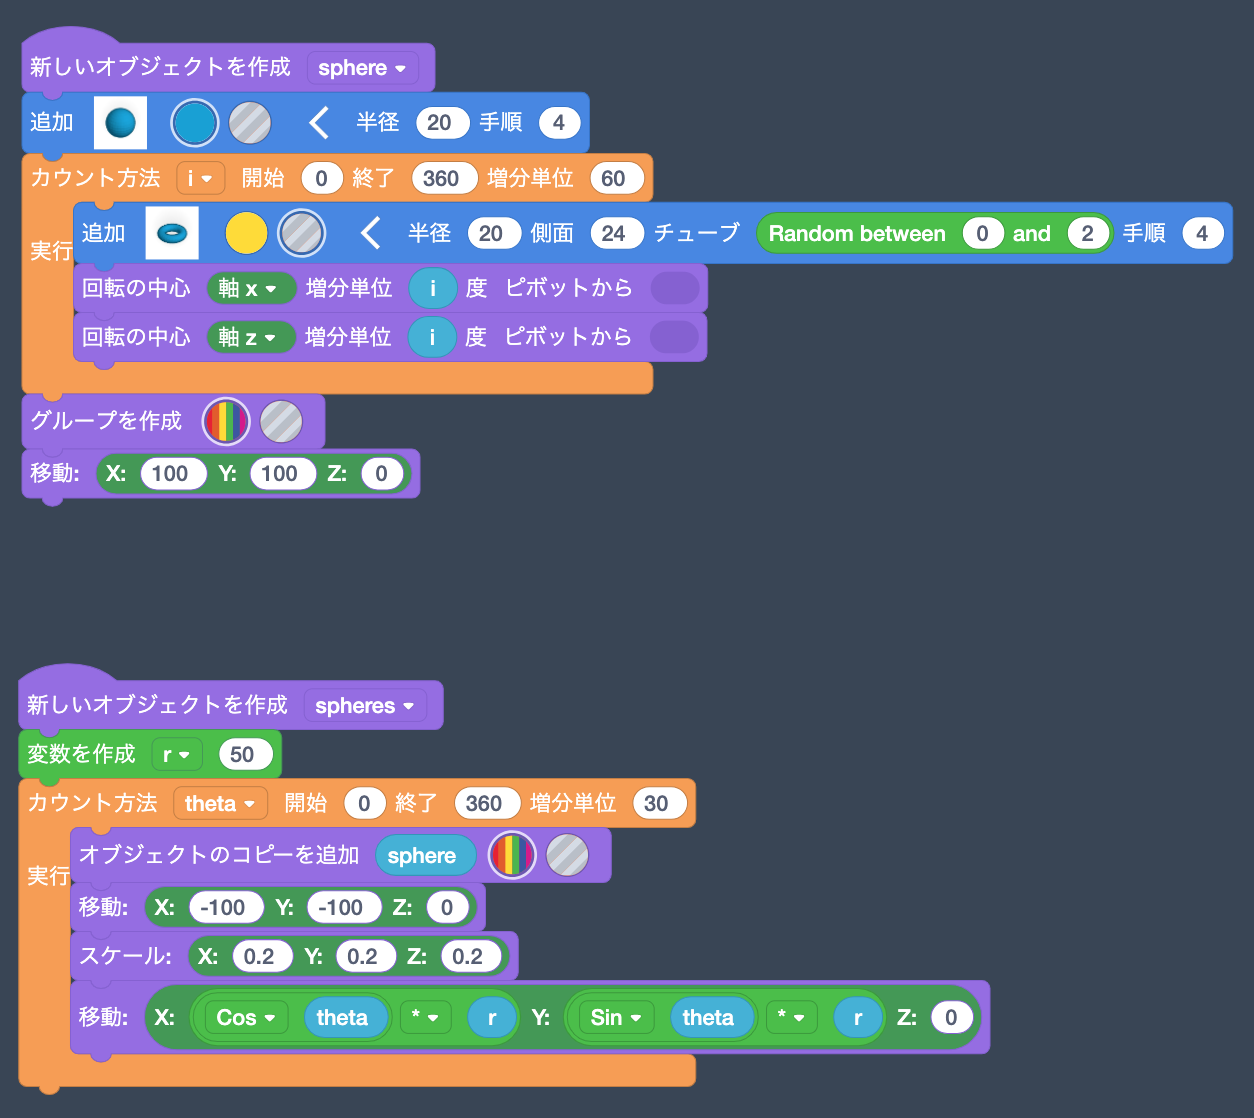 新しいオブジェクトを作成 sphere
追加 半径 20 手順 4
カウント方法 i 開始 0 終了 360 増分単位 60
実行
追加 半径 20 側面 24 チューブ Random between 0 and 2 手順 4
回転の中心 軸 x 増分単位 i 度 ピボットから
回転の中心 軸 z 増分単位 i 度 ピボットから
グループを作成
移動: X: 100 Y: 100 Z: 0
新しいオブジェクトを作成 spheres
変数を作成 r 50
カウント方法 theta 開始 0 終了 360 増分単位 30
実行
オブジェクトのコピーを追加 sphere
移動: X: -100 Y: -100 Z: 0
スケール: X: 0.2 Y: 0.2 Z: 0.2
移動: X: Cos theta * r Y: Sin theta * r Z: 0